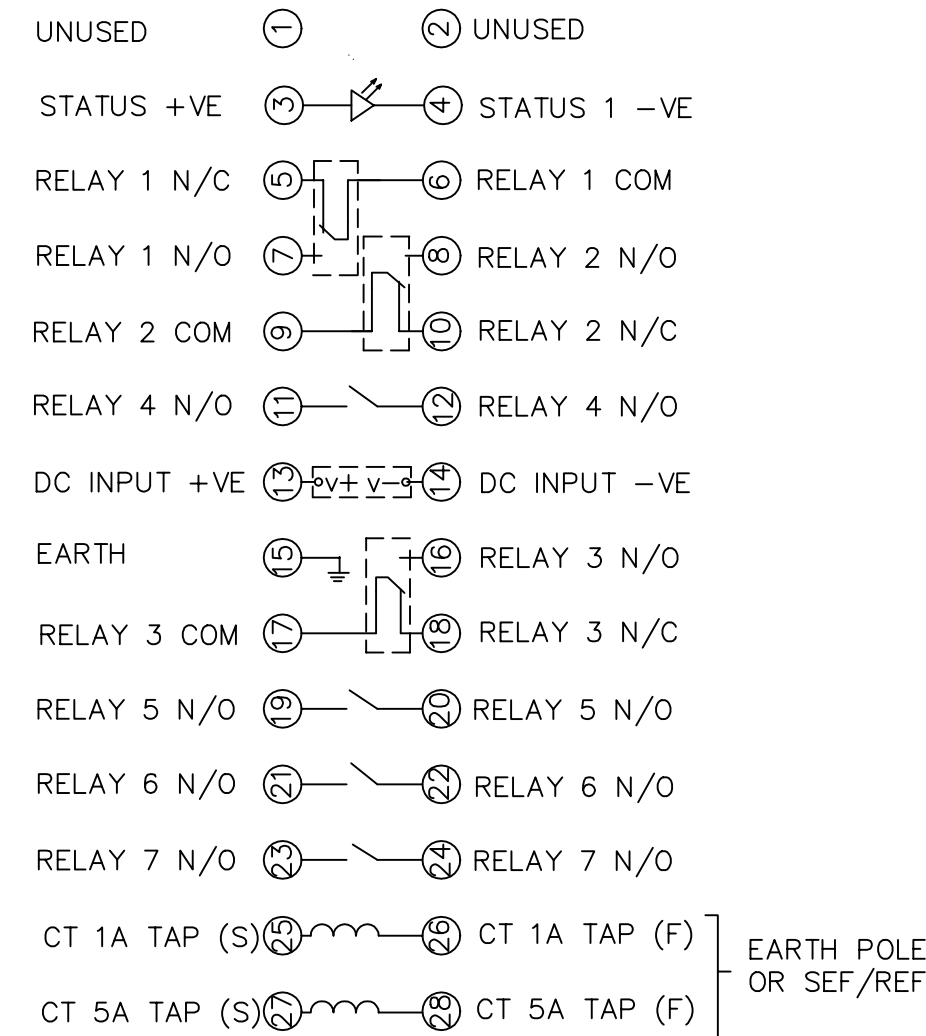 UNUSED 1 2 UNUSED
STATUS +VE 3 4 STATUS 1 −VE
RELAY 1 N/C 5 6 RELAY 1 COM
RELAY 1 N/O 7 8 RELAY 2 N/O
RELAY 2 COM 9 10 RELAY 2 N/C
RELAY 4 N/O 11 12 RELAY 4 N/O
DC INPUT +VE 13 V+ V− 14 DC INPUT −VE
EARTH 15 16 RELAY 3 N/O
RELAY 3 COM 17 18 RELAY 3 N/C
RELAY 5 N/O 19 20 RELAY 5 N/O
RELAY 6 N/O 21 22 RELAY 6 N/O
RELAY 7 N/O 23 24 RELAY 7 N/O
CT 1A TAP (S) 25 26 CT 1A TAP (F)
EARTH POLE
OR SEF/REF
CT 5A TAP (S) 27 28 CT 5A TAP (F)